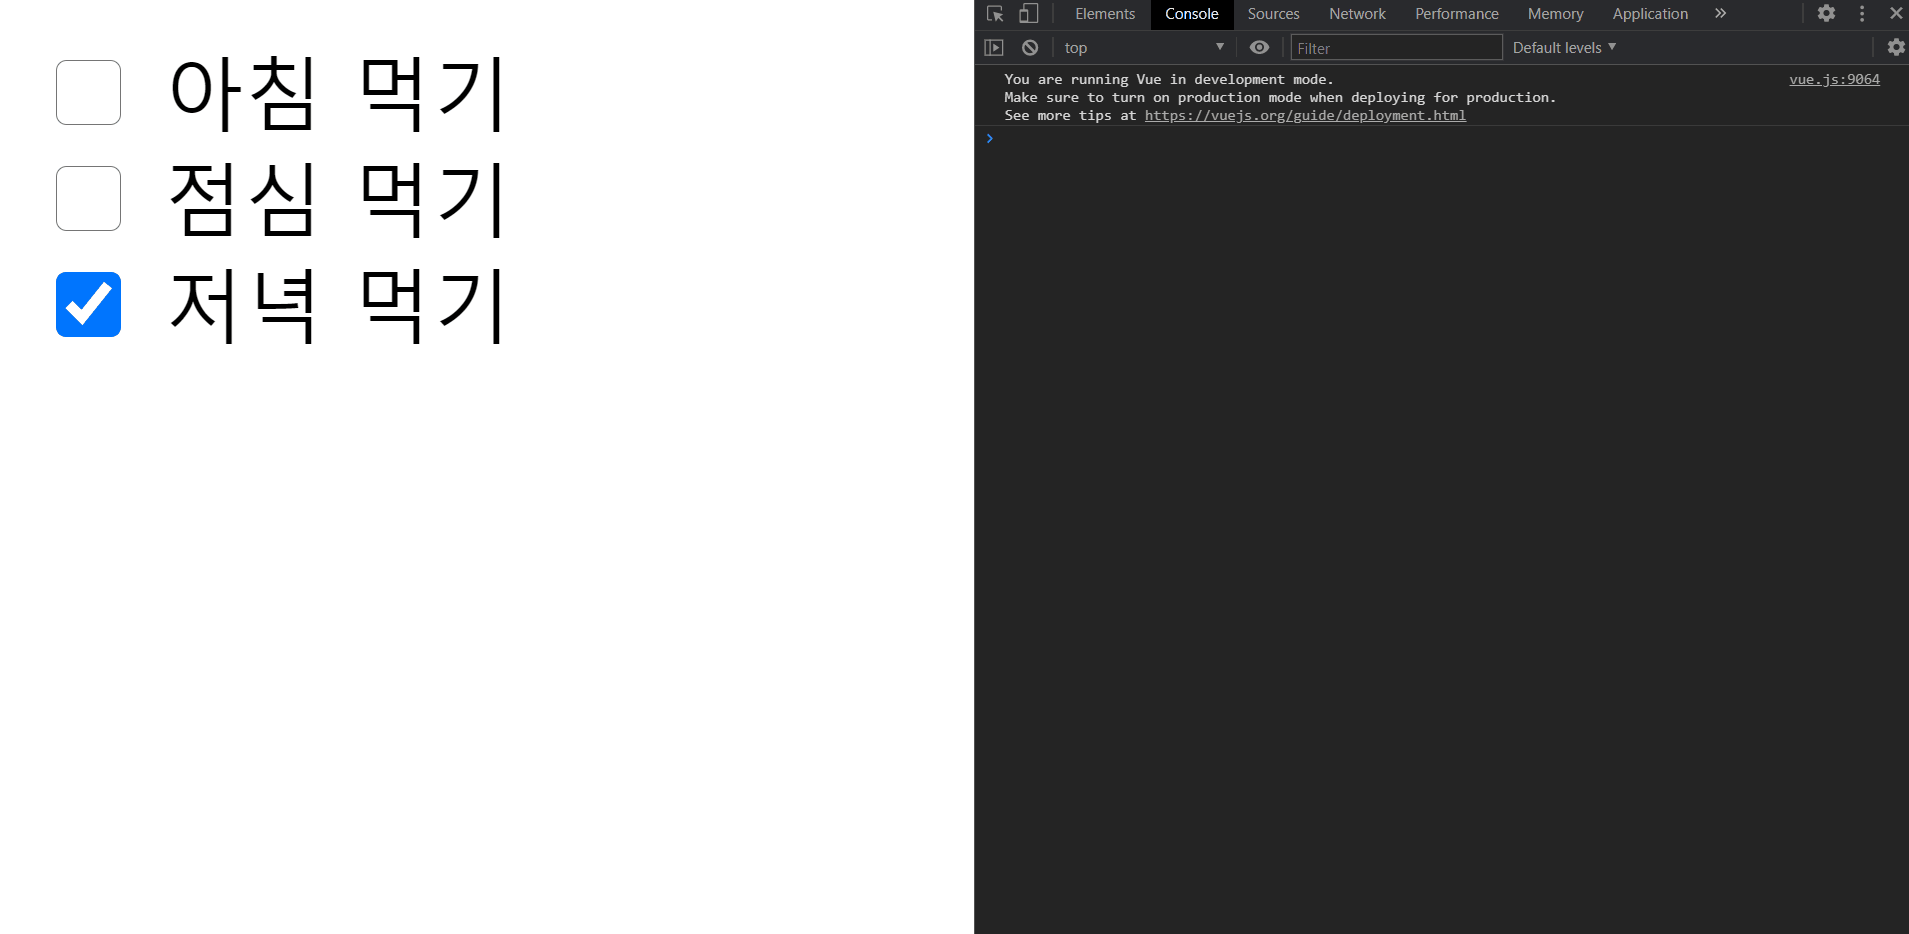 아침 먹기
점심 먹기
저녁 먹기
Elements Console Sources Network Performance Memory Application »
top Filter Default levels
You are running Vue in development mode. vue.js:9064
Make sure to turn on production mode when deploying for production.
See more tips at https://vuejs.org/guide/deployment.html